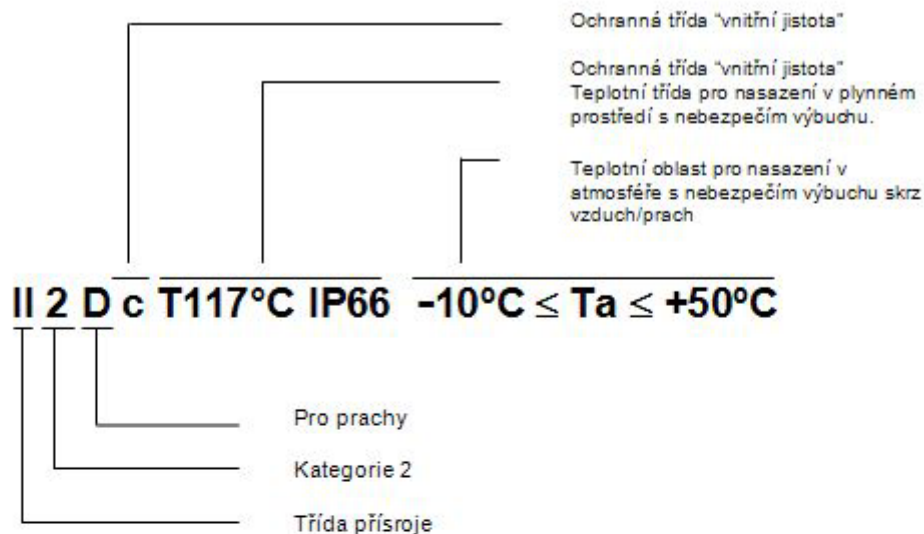 Ochranná třída "vnitřní jistota"
Ochranná třída "vnitřní jistota"
Teplotní třída pro nasazení v plynném
prostředí s nebezpečím výbuchu.
Teplotní oblast pro nasazení v
atmosféře s nebezpečím výbuchu skrz
vzduch/prach
II 2 D c T117°C IP66 -10°C ≤ Ta ≤ +50°C
Pro prachy
Kategorie 2
Třída přísroje